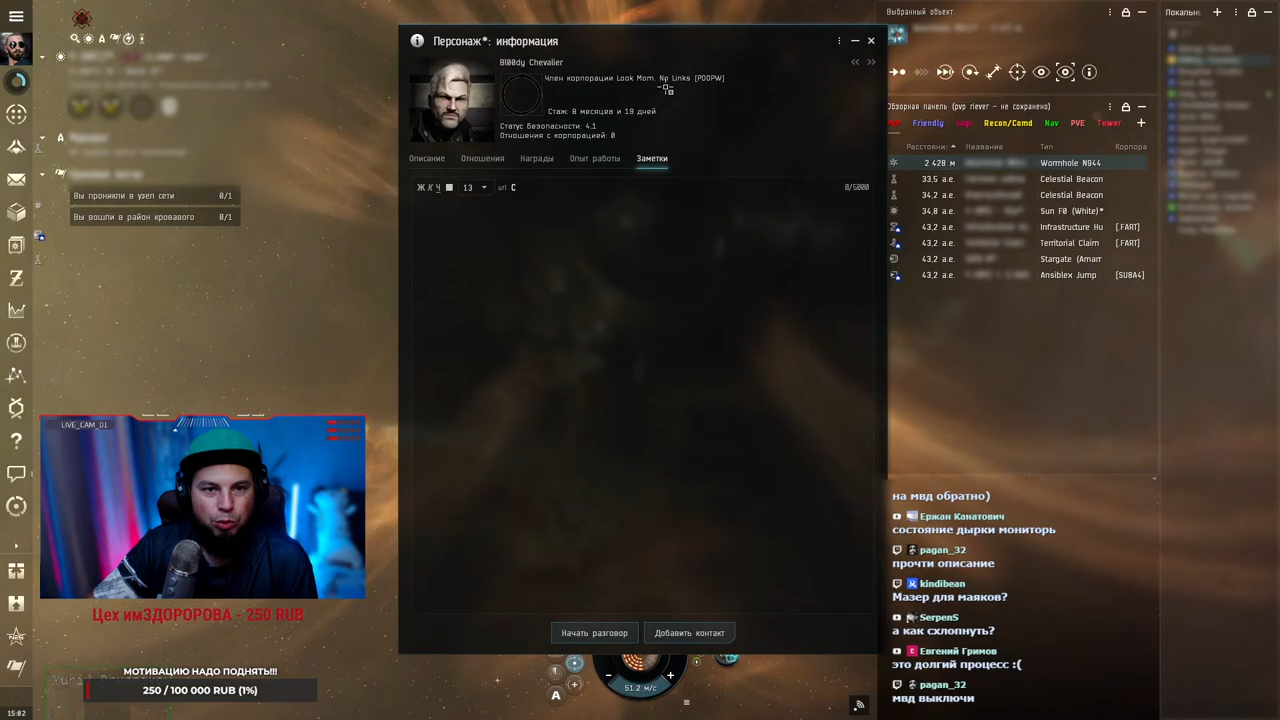 Персонаж*: информация
Bl00dy Chevalier
Член корпорации Look Mom. No Links [POOPW]
Стаж: 8 месяцев и 19 дней
Статус безопасности: 4,1
Отношения с корпорацией: 0
Описание
Отношения
Награды
Опыт работы
Заметки
Ж К Ч
13
url C
0/5000
Начать разговор
Добавить контакт
A
A
Вы проникли в узел сети 0/1
Вы вошли в район кровавого 0/1
LIVE_CAM_01
Цех имЗДОРОРОВА - 250 RUB
МОТИВАЦИЮ НАДО ПОДНЯТЬ!!!
250 / 100 000 RUB (1%)
15:02
A
51.2 м/с
Выбранный объект
Обзорная панель (pvp riever - не сохранено)
Friendly
Recon/Comd
Nav
PVE
Tower
Расстояни
Название
Тип
Корпора
2 428 м Wormhole N944
33,5 а.е. Celestial Beacon
34,2 а.е. Celestial Beacon
34,8 а.е. Sun F0 (White)*
43,2 а.е. Infrastructure Hu [.FART]
43,2 а.е. Territorial Claim [.FART]
43,2 а.е. Stargate (Amarr
43,2 а.е. Ansiblex Jump [SUBA4]
Локальн
на мвд обратно)
Ержан Канатович
состояние дырки мониторь
pagan_32
прочти описание
kindibean
Мазер для маяков?
SerpenS
а как схлопнуть?
Евгений Гримов
это долгий процесс :(
pagan_32
мвд выключи